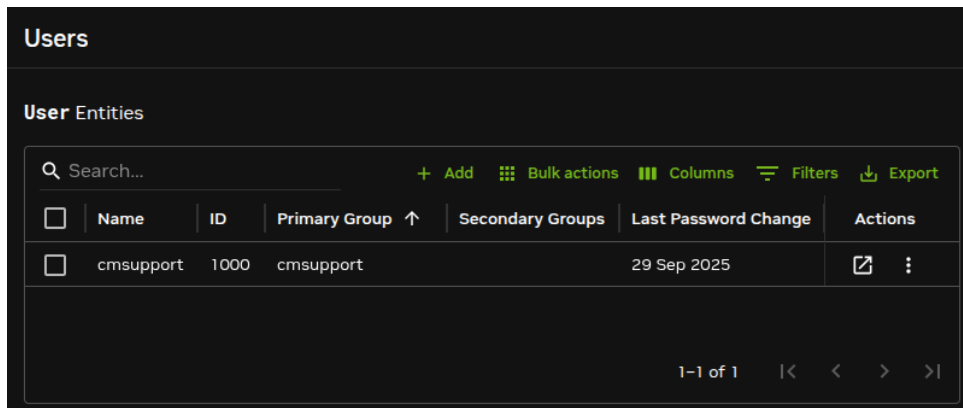 Users
User Entities
Search... Add Bulk actions Columns Filters Export
Name ID Primary Group ↑ Secondary Groups Last Password Change Actions
cmsupport 1000 cmsupport 29 Sep 2025
1–1 of 1